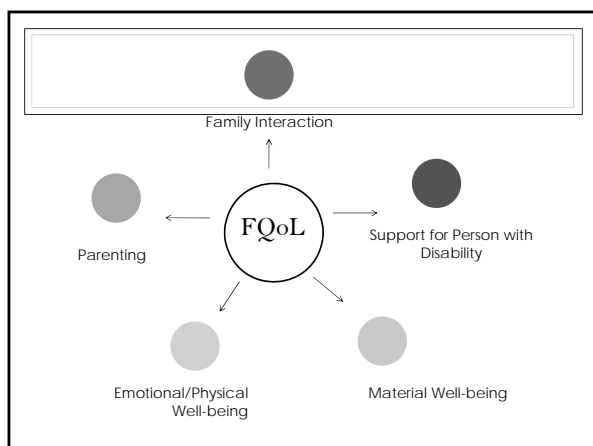 Family Interaction
FQoL
Support for Person with
Disability
Parenting
Emotional/Physical
Well-being
Material Well-being